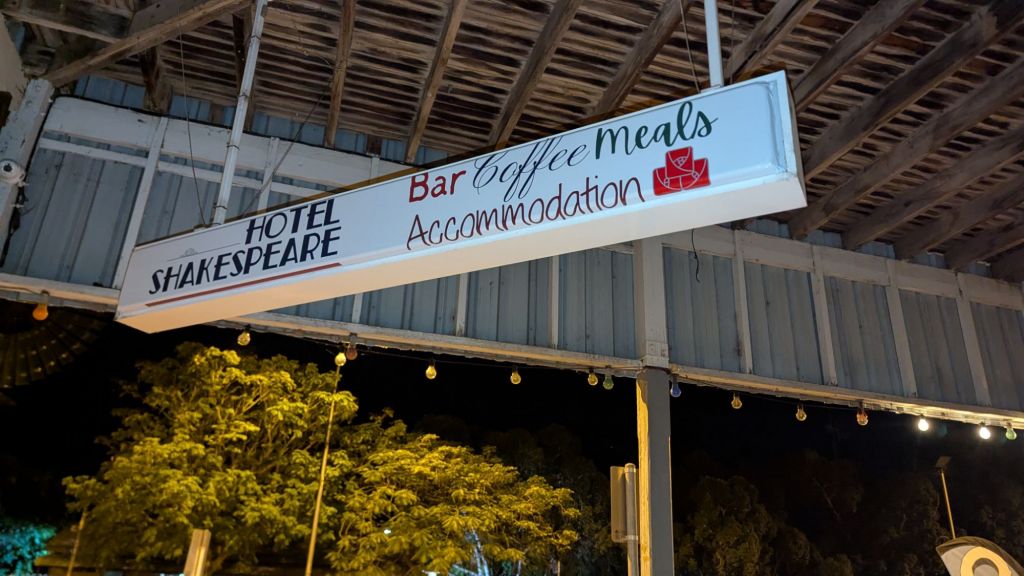 HOTEL
SHAKESPEARE
Bar Coffee Meals
Accommodation